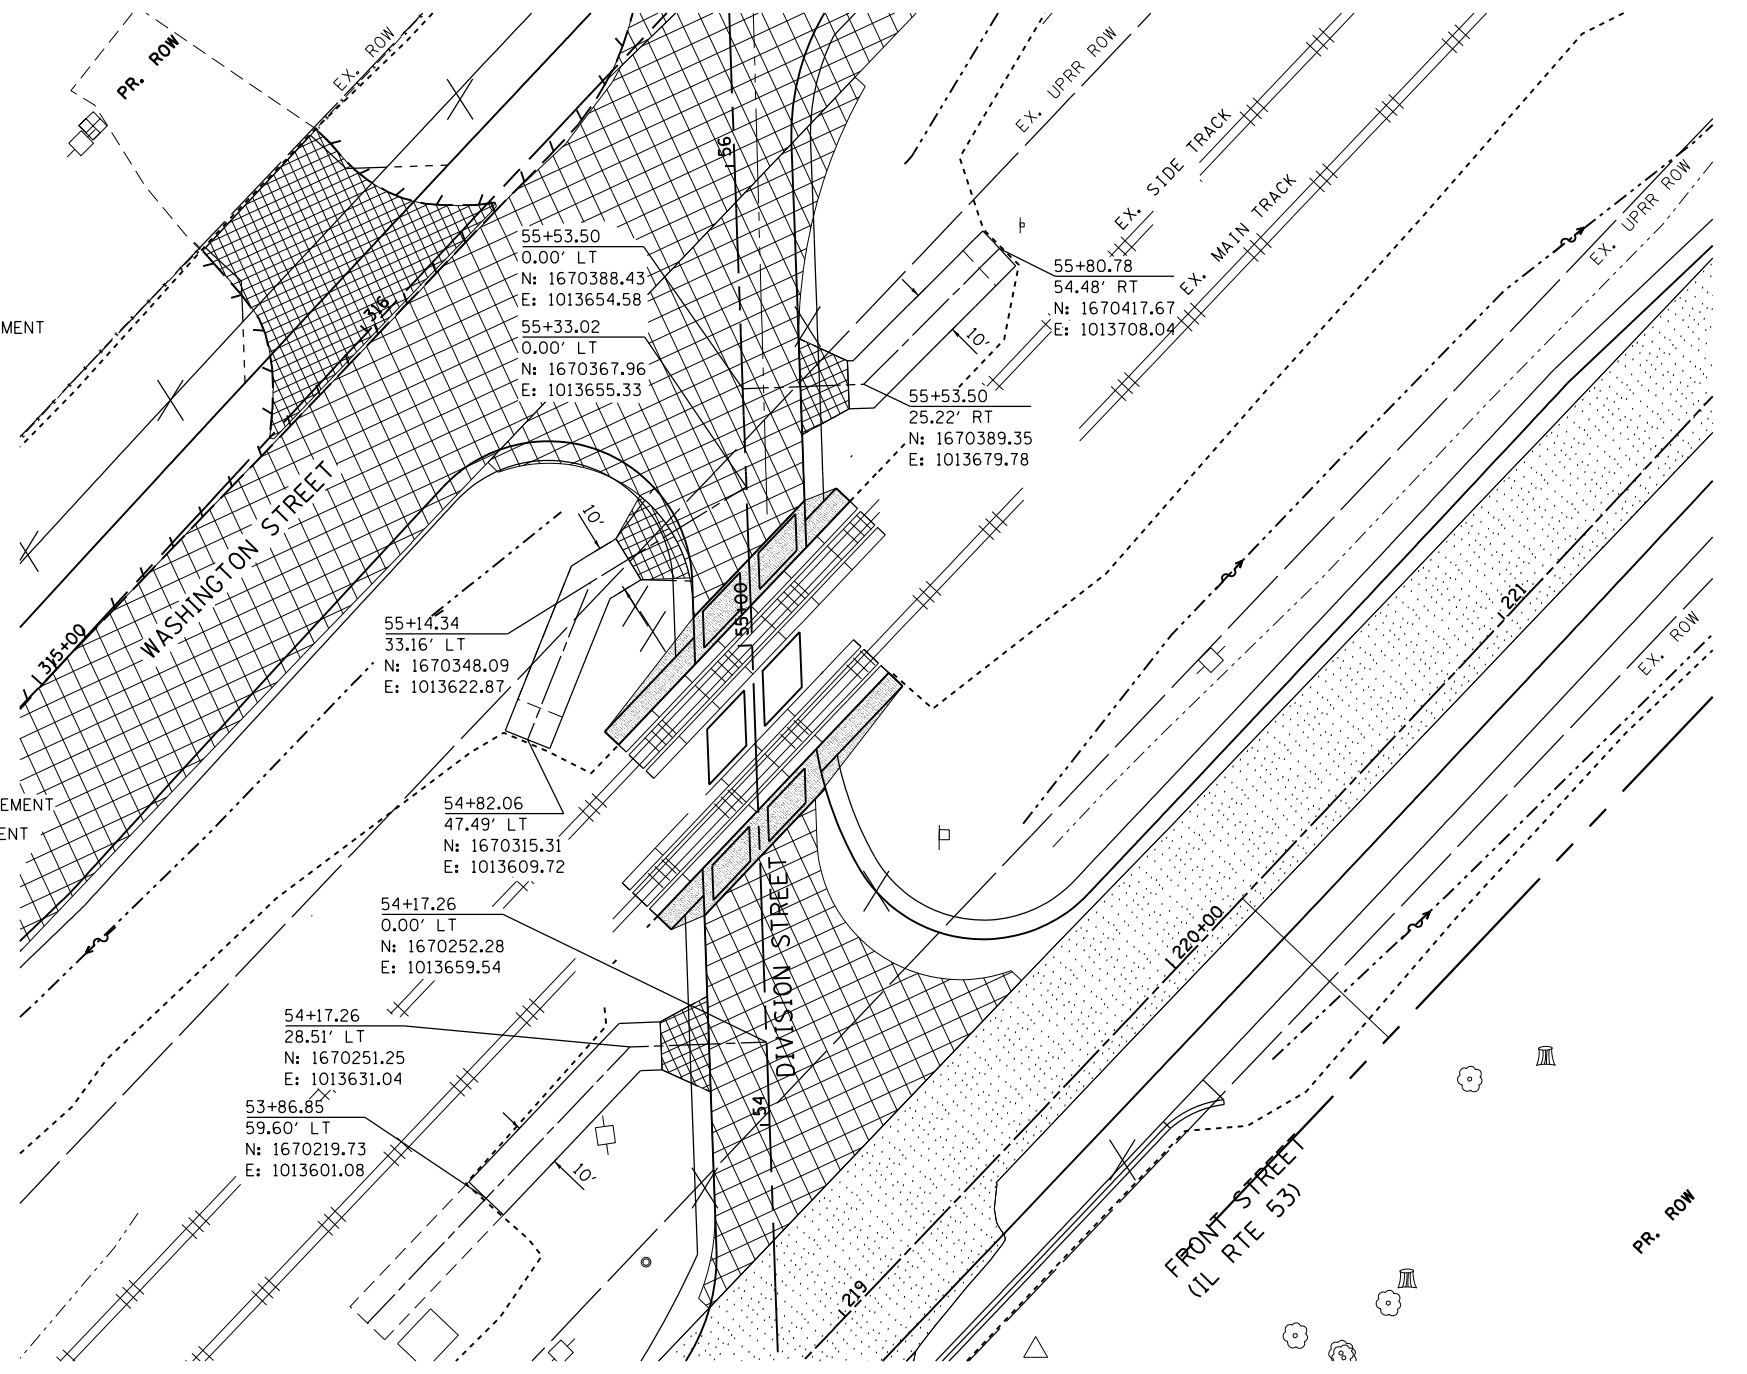 PR. ROW
EX. ROW
EX. UPRR ROW
EX. SIDE TRACK
EX. MAIN TRACK
EX. UPRR ROW
56
55+53.50
0.00' LT
N: 1670388.43
E: 1013654.58
55+33.02
0.00' LT
N: 1670367.96
E: 1013655.33
55+80.78
54.48' RT
N: 1670417.67
E: 1013708.04
10'
316
EMENT
55+53.50
25.22' RT
N: 1670389.35
E: 1013679.78
WASHINGTON STREET
10'
315+00
55+14.34
33.16' LT
N: 1670348.09
E: 1013622.87
55+00
221
EX. ROW
EMENT
ENT
54+82.06
47.49' LT
N: 1670315.31
E: 1013609.72
54+17.26
0.00' LT
N: 1670252.28
E: 1013659.54
DIVISION STREET
220+00
54+17.26
28.51' LT
N: 1670251.25
E: 1013631.04
54
53+86.85
59.60' LT
N: 1670219.73
E: 1013601.08
10'
FRONT STREET
(IL RTE 53)
PR. ROW
219
8